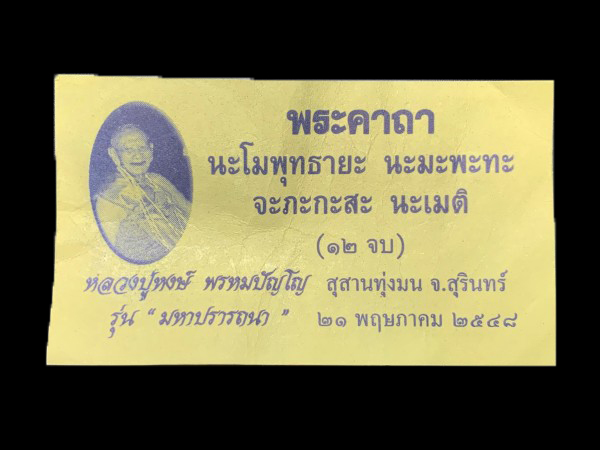 พระคาถา
นะโมพุทธายะ นะมะพะทะ
จะภะกะสะ นะเมติ
(๑๒ จบ)
หลวงปู่หงษ์ พรหมปัญโญ สุสานทุ่งมน จ.สุรินทร์
รุ่น “ มหาปรารถนา ” ๒๑ พฤษภาคม ๒๕๔๘